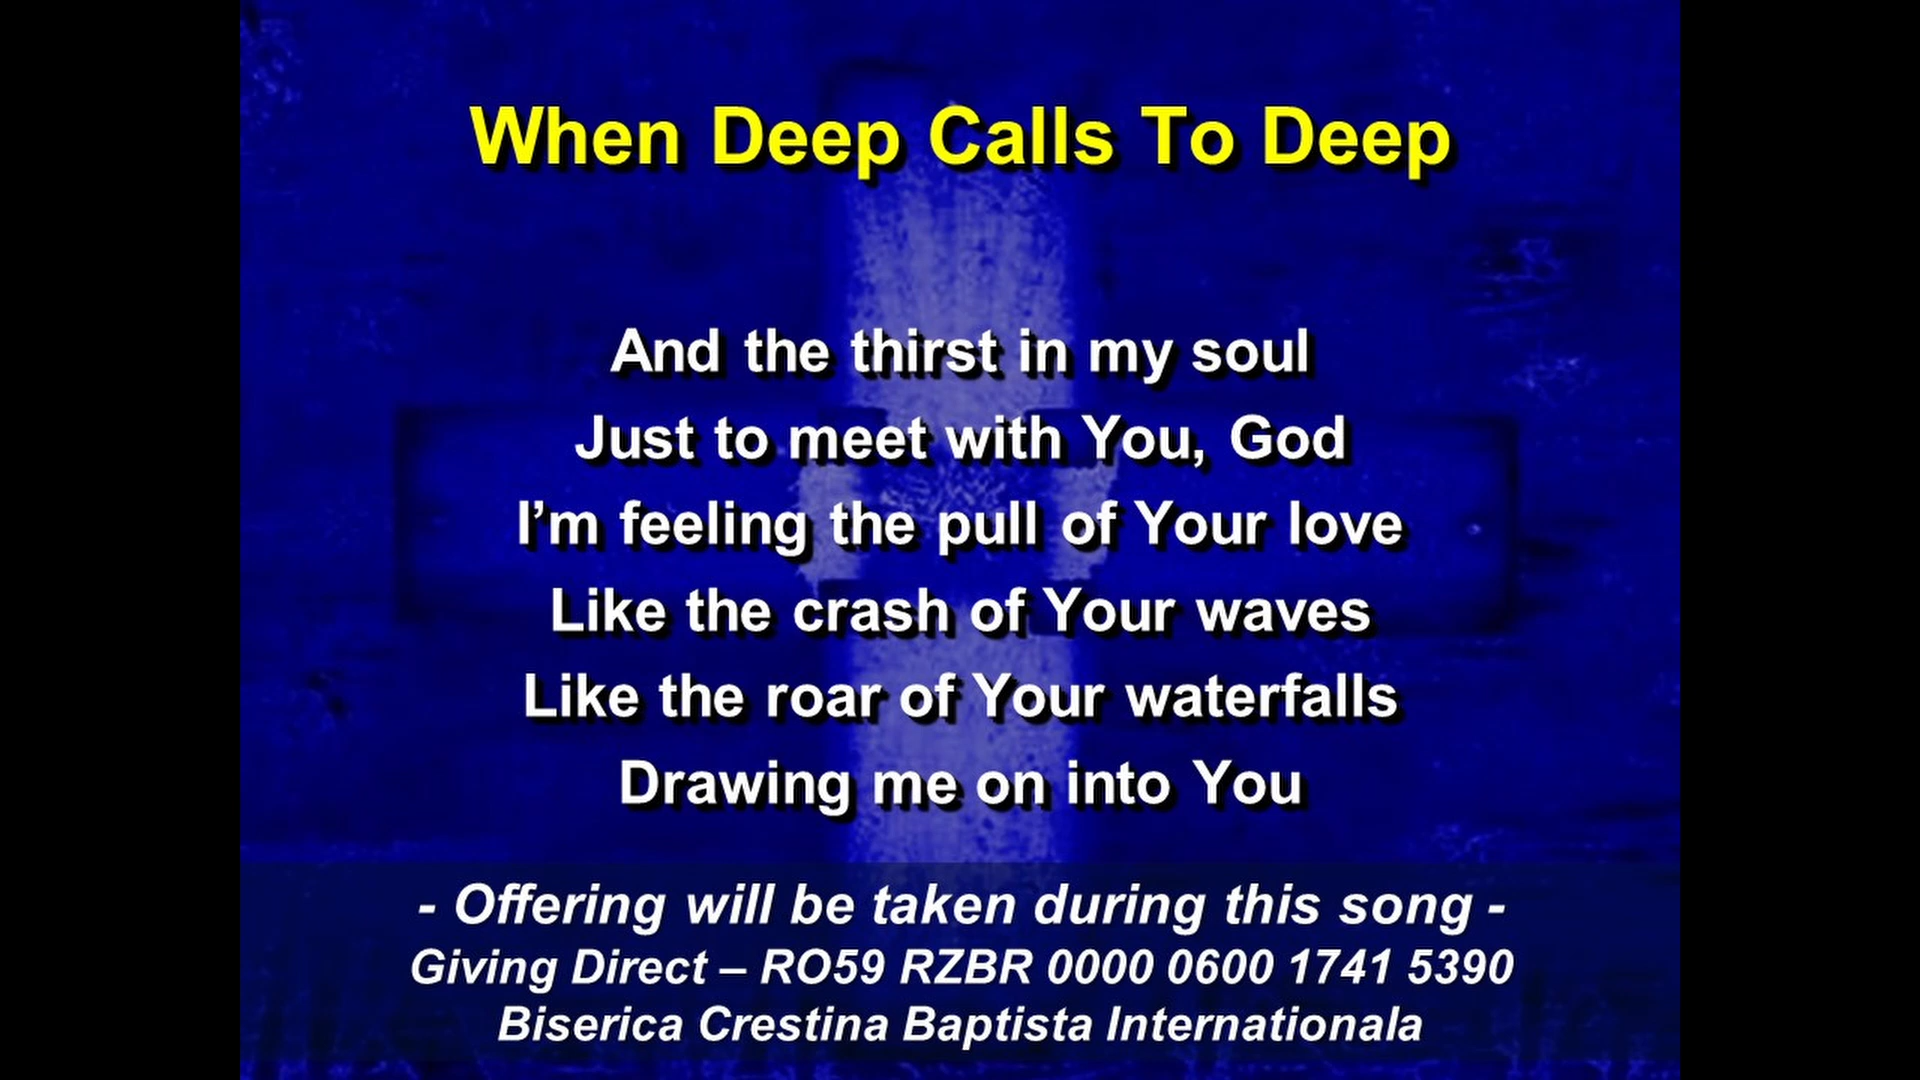 When Deep Calls To Deep
And the thirst in my soul
Just to meet with You, God
I’m feeling the pull of Your love
Like the crash of Your waves
Like the roar of Your waterfalls
Drawing me on into You
- Offering will be taken during this song -
Giving Direct – RO59 RZBR 0000 0600 1741 5390
Biserica Crestina Baptista Internationala